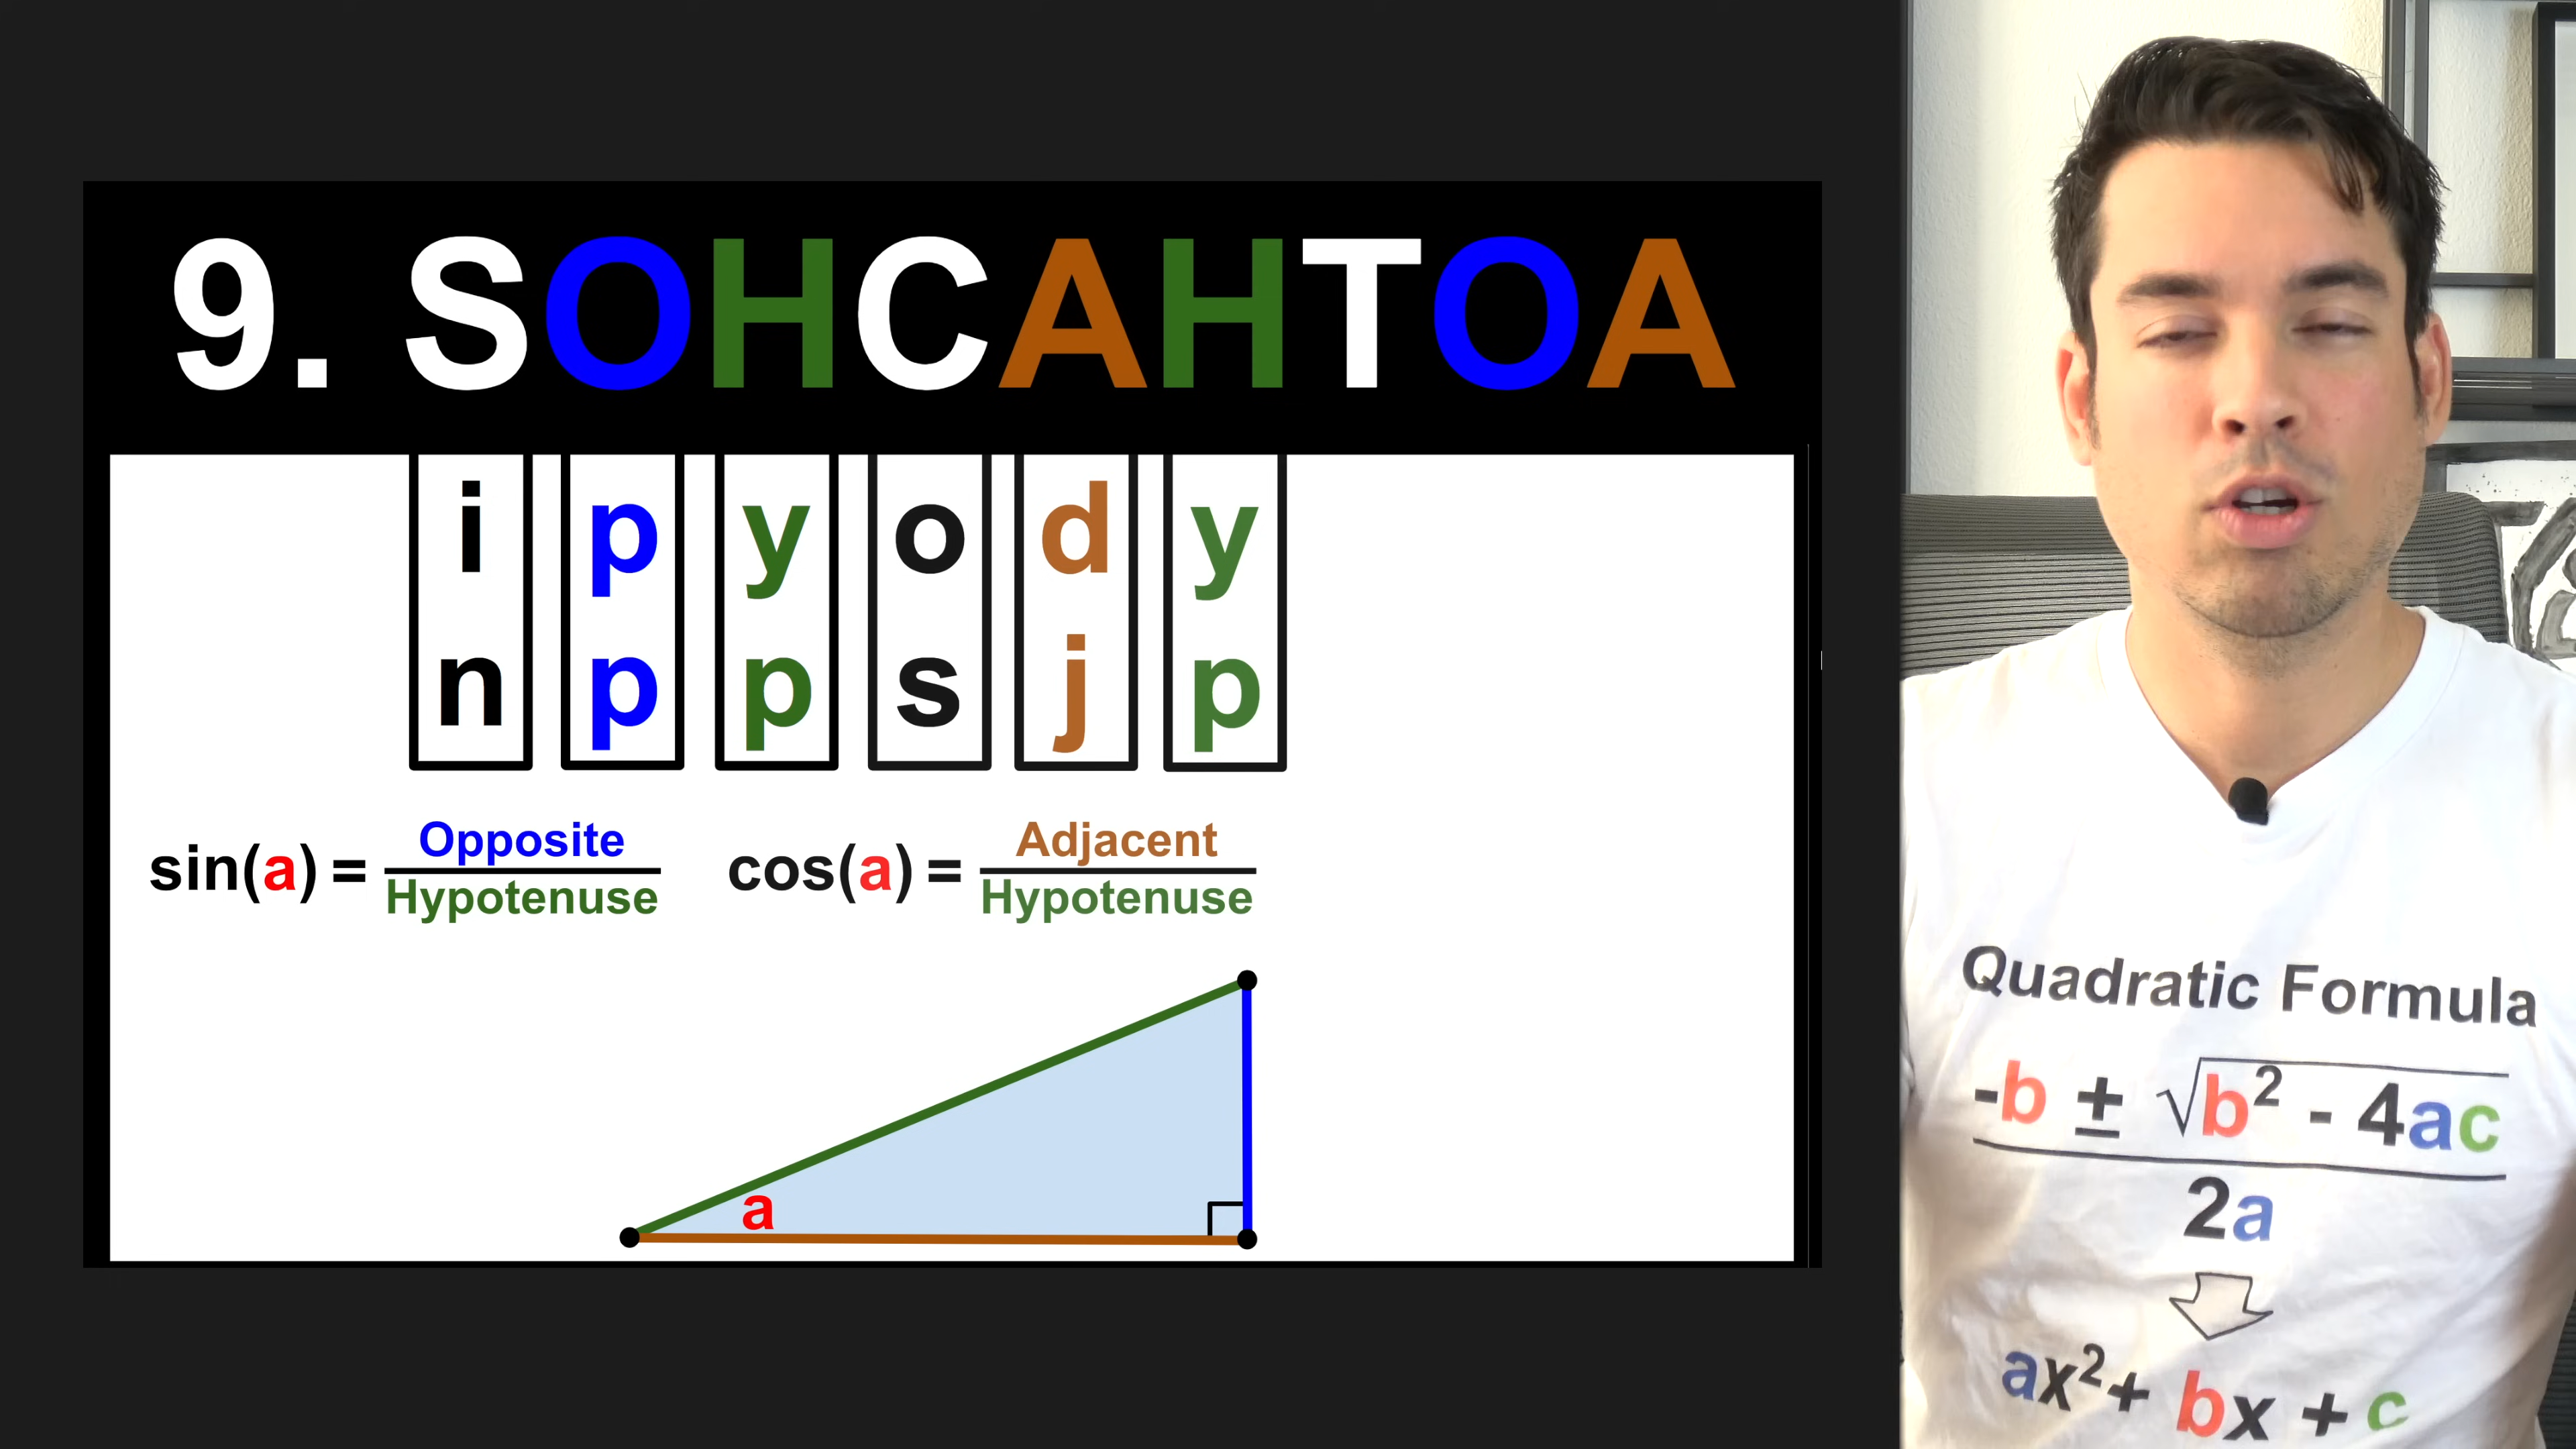 9. SOHCAHTOA
i p y o d y
n p p s j p
sin(a) = Opposite/Hypotenuse cos(a) = Adjacent/Hypotenuse
a
Quadratic Formula
-b ± √b² - 4ac
2a
ax² + bx + c